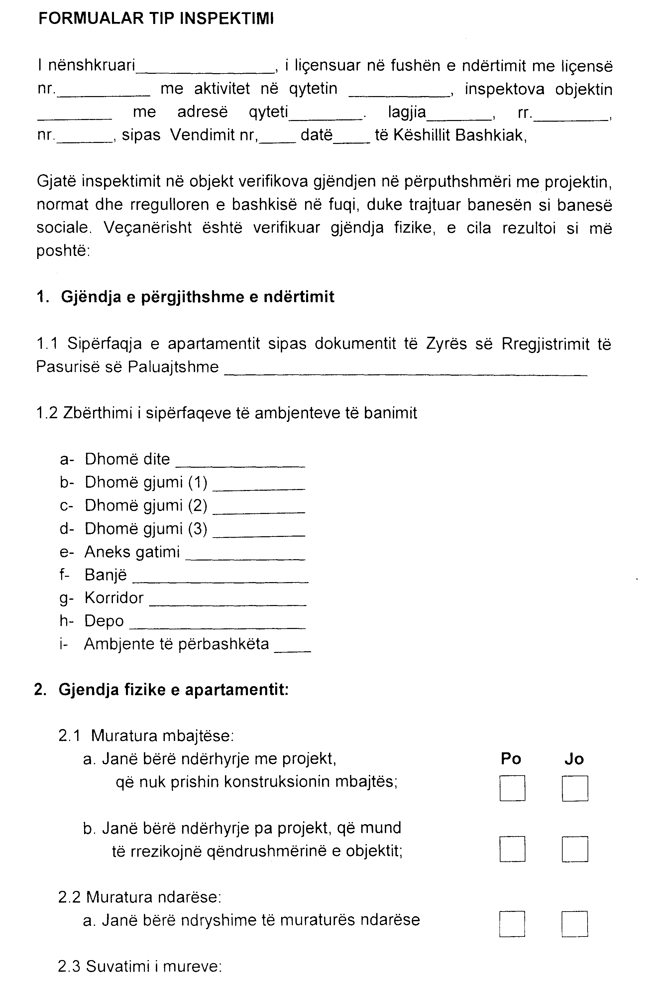 FORMUALAR TIP INSPEKTIMI
I nënshkruari_______________, i liçensuar në fushën e ndërtimit me liçensë
nr.__________ me aktivitet në qytetin ___________, inspektova objektin
________ me adresë qyteti________. lagjia_______, rr.________,
nr.______, sipas Vendimit nr,____ datë____ të Këshillit Bashkiak,
Gjatë inspektimit në objekt verifikova gjëndjen në përputhshmëri me projektin,
normat dhe rregulloren e bashkisë në fuqi, duke trajtuar banesën si banesë
sociale. Veçanërisht është verifikuar gjëndja fizike, e cila rezultoi si më
poshtë:
1. Gjëndja e përgjithshme e ndërtimit
1.1 Sipërfaqja e apartamentit sipas dokumentit të Zyrës së Rregjistrimit të
Pasurisë së Paluajtshme _______________________________________
1.2 Zbërthimi i sipërfaqeve të ambjenteve të banimit
a- Dhomë dite ______________
b- Dhomë gjumi (1) __________
c- Dhomë gjumi (2) __________
d- Dhomë gjumi (3) __________
e- Aneks gatimi _____________
f- Banjë ___________________
g- Korridor _________________
h- Depo ___________________
i- Ambjente të përbashkëta ____
2. Gjendja fizike e apartamentit:
2.1 Muratura mbajtëse:
a. Janë bërë ndërhyrje me projekt, Po Jo
që nuk prishin konstruksionin mbajtës;
b. Janë bërë ndërhyrje pa projekt, që mund
të rrezikojnë qëndrushmërinë e objektit;
2.2 Muratura ndarëse:
a. Janë bërë ndryshime të muraturës ndarëse
2.3 Suvatimi i mureve: